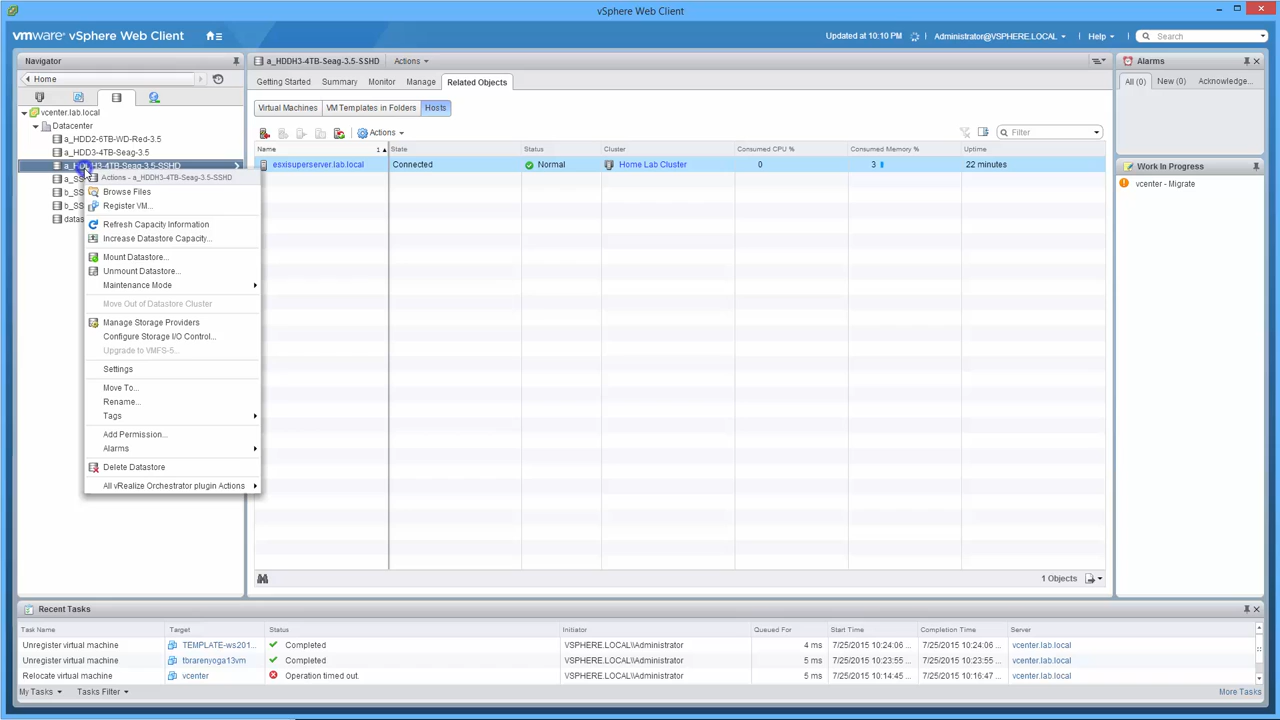 vSphere Web Client
vmware vSphere Web Client
Updated at 10:10 PM
Administrator@VSPHERE.LOCAL
Help
Search
Navigator
Home
vcenter.lab.local
Datacenter
a_HDD2-6TB-WD-Red-3.5
a_HDD3-4TB-Seag-3.5
a_HDDH3-4TB-Seag-3.5-SSHD
a_SS
b_SS
b_SS
datas
Actions - a_HDDH3-4TB-Seag-3.5-SSHD
Browse Files
Register VM...
Refresh Capacity Information
Increase Datastore Capacity...
Mount Datastore...
Unmount Datastore...
Maintenance Mode
Move Out of Datastore Cluster
Manage Storage Providers
Configure Storage I/O Control...
Upgrade to VMFS-5...
Settings
Move To...
Rename...
Tags
Add Permission...
Alarms
Delete Datastore
All vRealize Orchestrator plugin Actions
a_HDDH3-4TB-Seag-3.5-SSHD
Actions
Getting Started Summary Monitor Manage Related Objects
Virtual Machines VM Templates in Folders Hosts
Actions
Filter
Name 1 State Status Cluster Consumed CPU % Consumed Memory % Uptime
esxisuperserver.lab.local Connected Normal Home Lab Cluster 0 3 22 minutes
1 Objects
Alarms
All (0) New (0) Acknowledge...
Work In Progress
vcenter - Migrate
Recent Tasks
Task Name Target Status Initiator Queued For Start Time Completion Time Server
Unregister virtual machine TEMPLATE-ws201... Completed VSPHERE.LOCAL\Administrator 4 ms 7/25/2015 10:24:06 ... 7/25/2015 10:24:06 ... vcenter.lab.local
Unregister virtual machine tbrarenyoga13vm Completed VSPHERE.LOCAL\Administrator 5 ms 7/25/2015 10:23:55 ... 7/25/2015 10:23:55 ... vcenter.lab.local
Relocate virtual machine vcenter Operation timed out. VSPHERE.LOCAL\Administrator 5 ms 7/25/2015 10:14:45 ... 7/25/2015 10:16:47 ... vcenter.lab.local
My Tasks Tasks Filter More Tasks